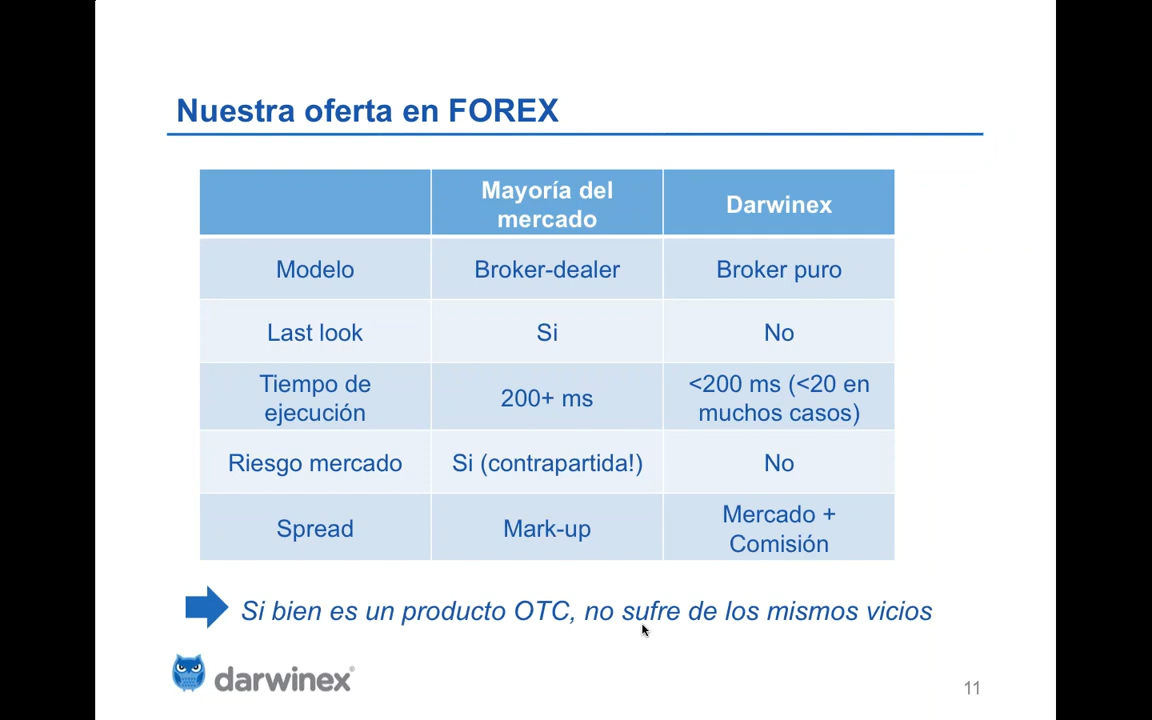 Nuestra oferta en FOREX
Mayoría del
mercado
Darwinex
Modelo
Broker-dealer
Broker puro
Last look
Si
No
Tiempo de
ejecución
200+ ms
<200 ms (<20 en
muchos casos)
Riesgo mercado
Si (contrapartida!)
No
Spread
Mark-up
Mercado +
Comisión
Si bien es un producto OTC, no sufre de los mismos vicios
darwinex®
11